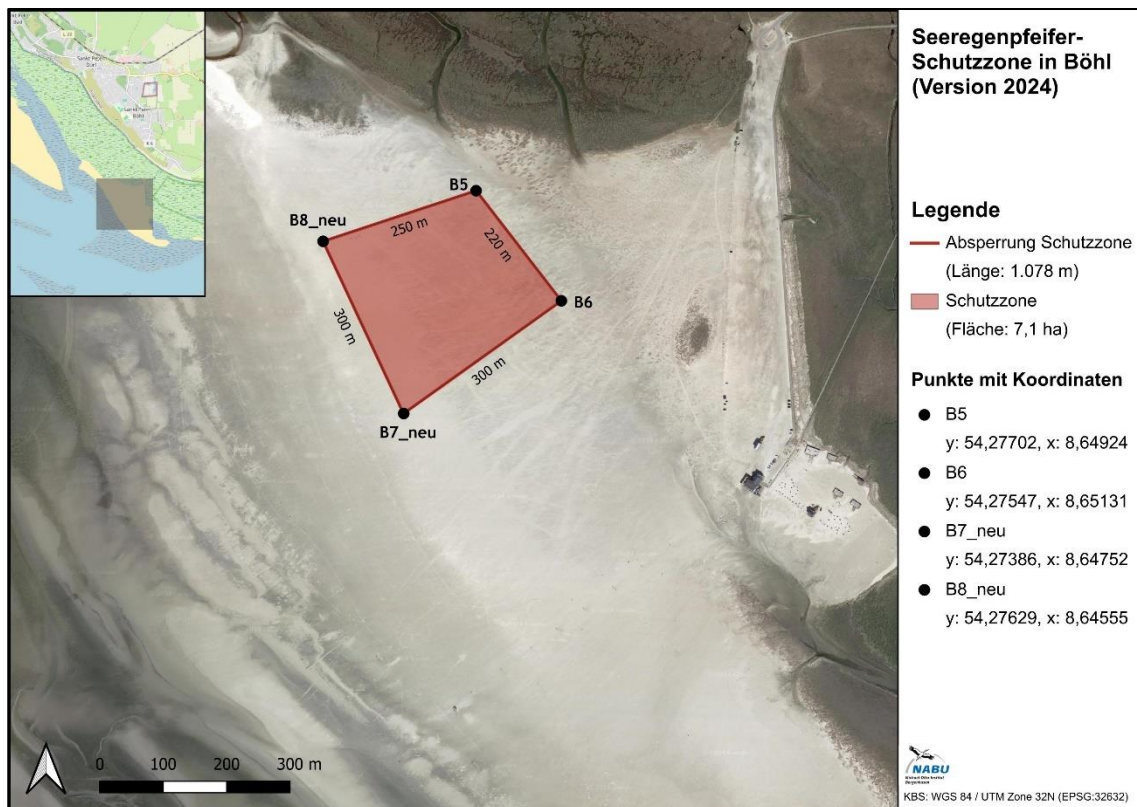 Seeregenpfeifer-
Schutzzone in Böhl
(Version 2024)
Legende
Absperrung Schutzzone
(Länge: 1.078 m)
Schutzzone
(Fläche: 7,1 ha)
Punkte mit Koordinaten
B5
y: 54,27702, x: 8,64924
B6
y: 54,27547, x: 8,65131
B7_neu
y: 54,27386, x: 8,64752
B8_neu
y: 54,27629, x: 8,64555
NABU
KBS: WGS 84 / UTM Zone 32N (EPSG:32632)
B5
B8_neu
250 m
220 m
B6
300 m
300 m
B7_neu
0 100 200 300 m
Sankt Peter-
Dorf